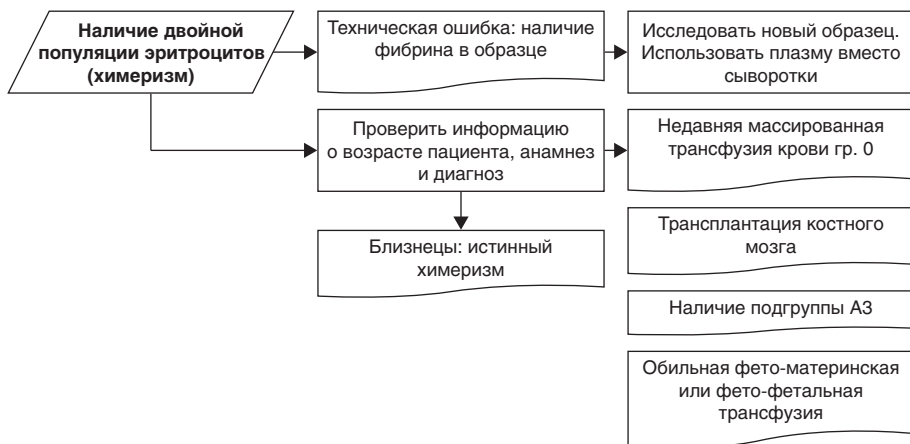 Наличие двойной
популяции эритроцитов
(химеризм)
Техническая ошибка: наличие
фибрина в образце
Исследовать новый образец.
Использовать плазму вместо
сыворотки
Проверить информацию
о возрасте пациента, анамнез
и диагноз
Недавняя массированная
трансфузия крови гр. 0
Близнецы: истинный
химеризм
Трансплантация костного
мозга
Наличие подгруппы А3
Обильная фето-материнская
или фето-фетальная
трансфузия